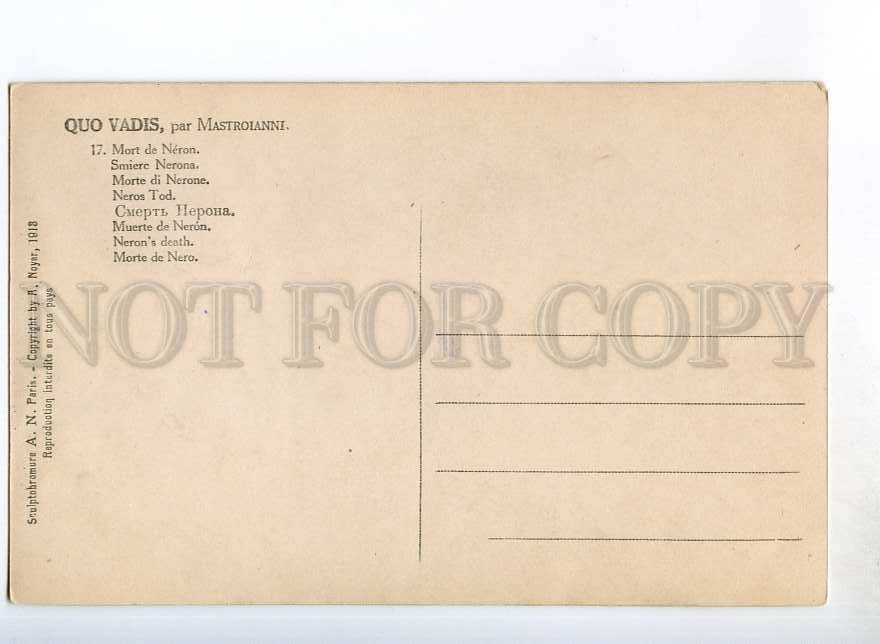 QUO VADIS, par MASTROIANNI.
17. Mort de Néron.
Smierc Nerona.
Morte di Nerone.
Neros Tod.
Смерть Нерона.
Muerte de Nerón.
Neron's death.
Morte de Nero.
Sculptobromure A. N. Paris. - Copyright by A, Noyer, 1913
Reproduction interdite en tous pays
NOT FOR COPY